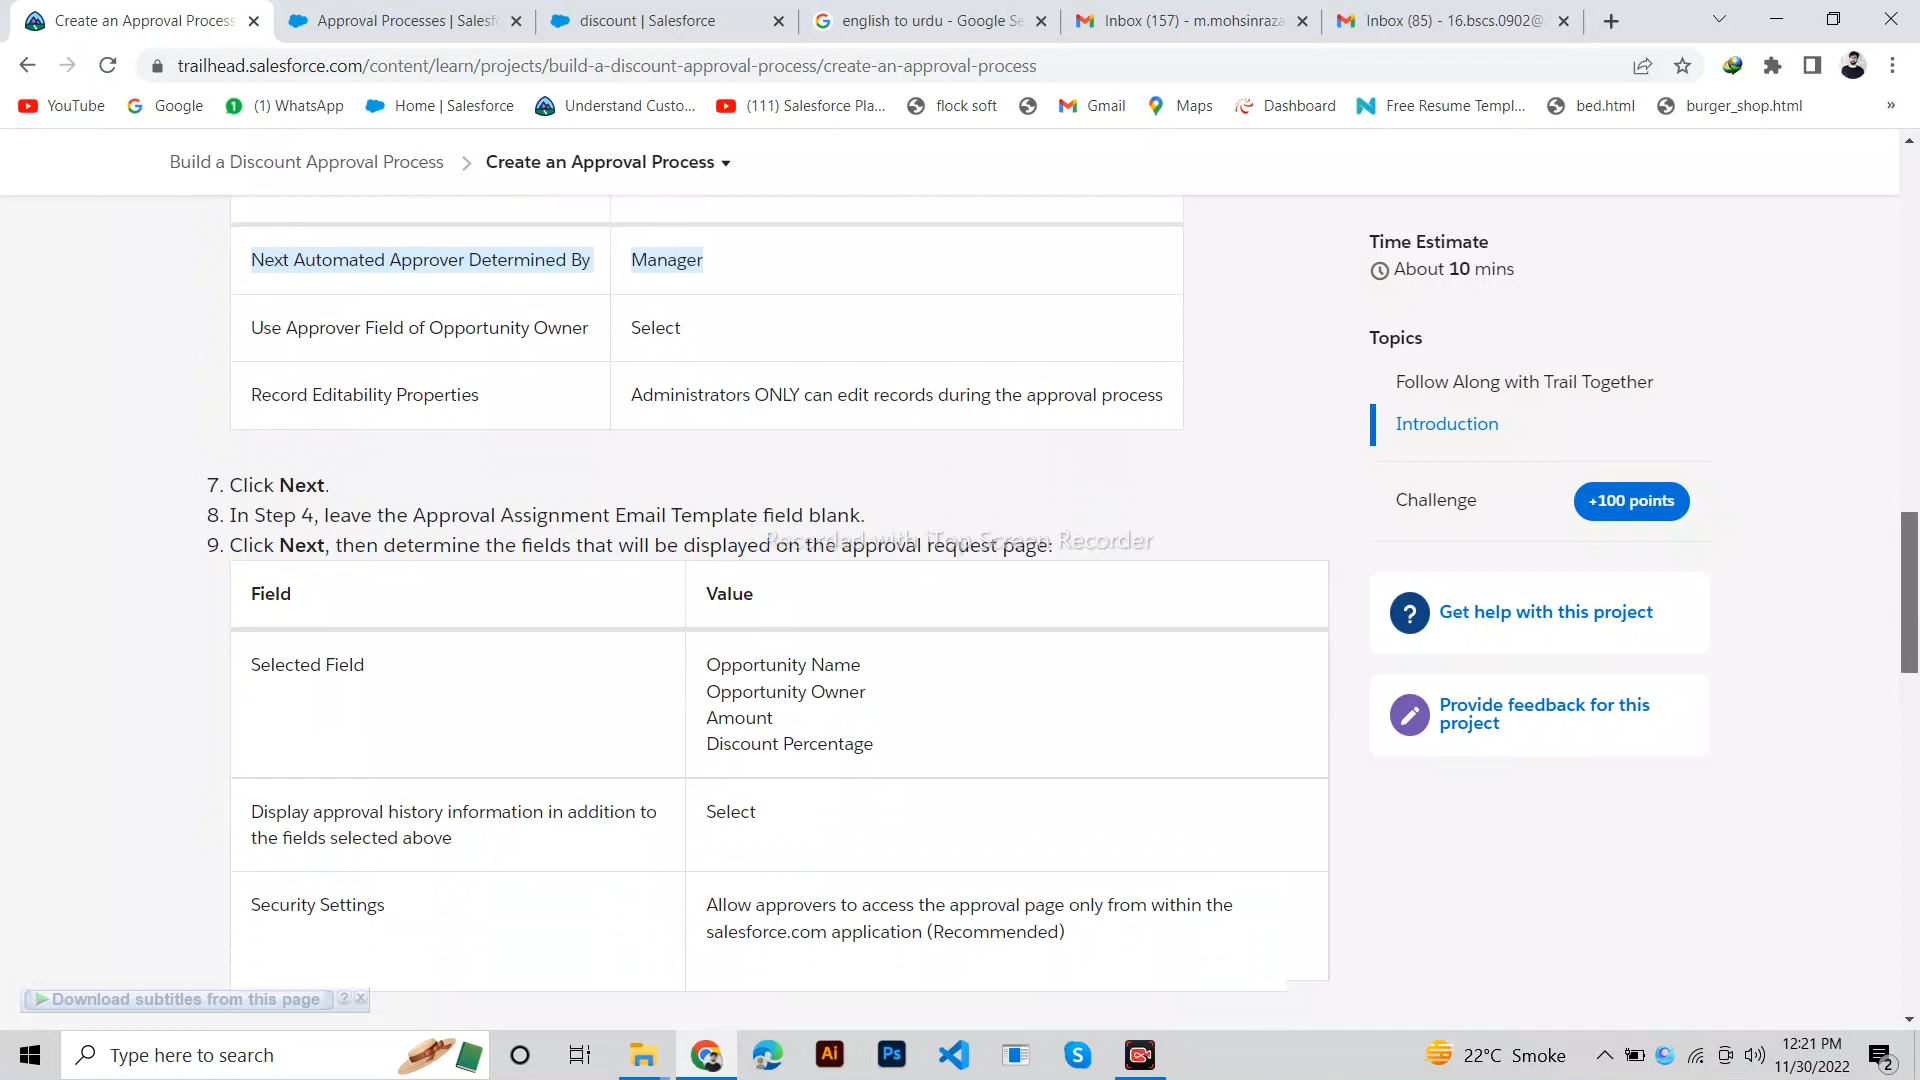 Create an Approval Process
Approval Processes | Salesf
discount | Salesforce
english to urdu - Google Se
Inbox (157) - m.mohsinraza
Inbox (85) - 16.bscs.0902@
trailhead.salesforce.com/content/learn/projects/build-a-discount-approval-process/create-an-approval-process
YouTube
Google
(1) WhatsApp
Home | Salesforce
Understand Custo...
(111) Salesforce Pla...
flock soft
Gmail
Maps
Dashboard
Free Resume Templ...
bed.html
burger_shop.html
»
Build a Discount Approval Process
Create an Approval Process
Next Automated Approver Determined By
Manager
Use Approver Field of Opportunity Owner
Select
Record Editability Properties
Administrators ONLY can edit records during the approval process
7. Click Next.
8. In Step 4, leave the Approval Assignment Email Template field blank.
9. Click Next, then determine the fields that will be displayed on the approval request page:
Recorded with iTop Screen Recorder
Field
Value
Selected Field
Opportunity Name
Opportunity Owner
Amount
Discount Percentage
Display approval history information in addition to
the fields selected above
Select
Security Settings
Allow approvers to access the approval page only from within the
salesforce.com application (Recommended)
Time Estimate
About 10 mins
Topics
Follow Along with Trail Together
Introduction
Challenge
+100 points
? Get help with this project
Provide feedback for this
project
Download subtitles from this page
? X
Type here to search
Ai
Ps
S
22°C Smoke
12:21 PM
11/30/2022
2